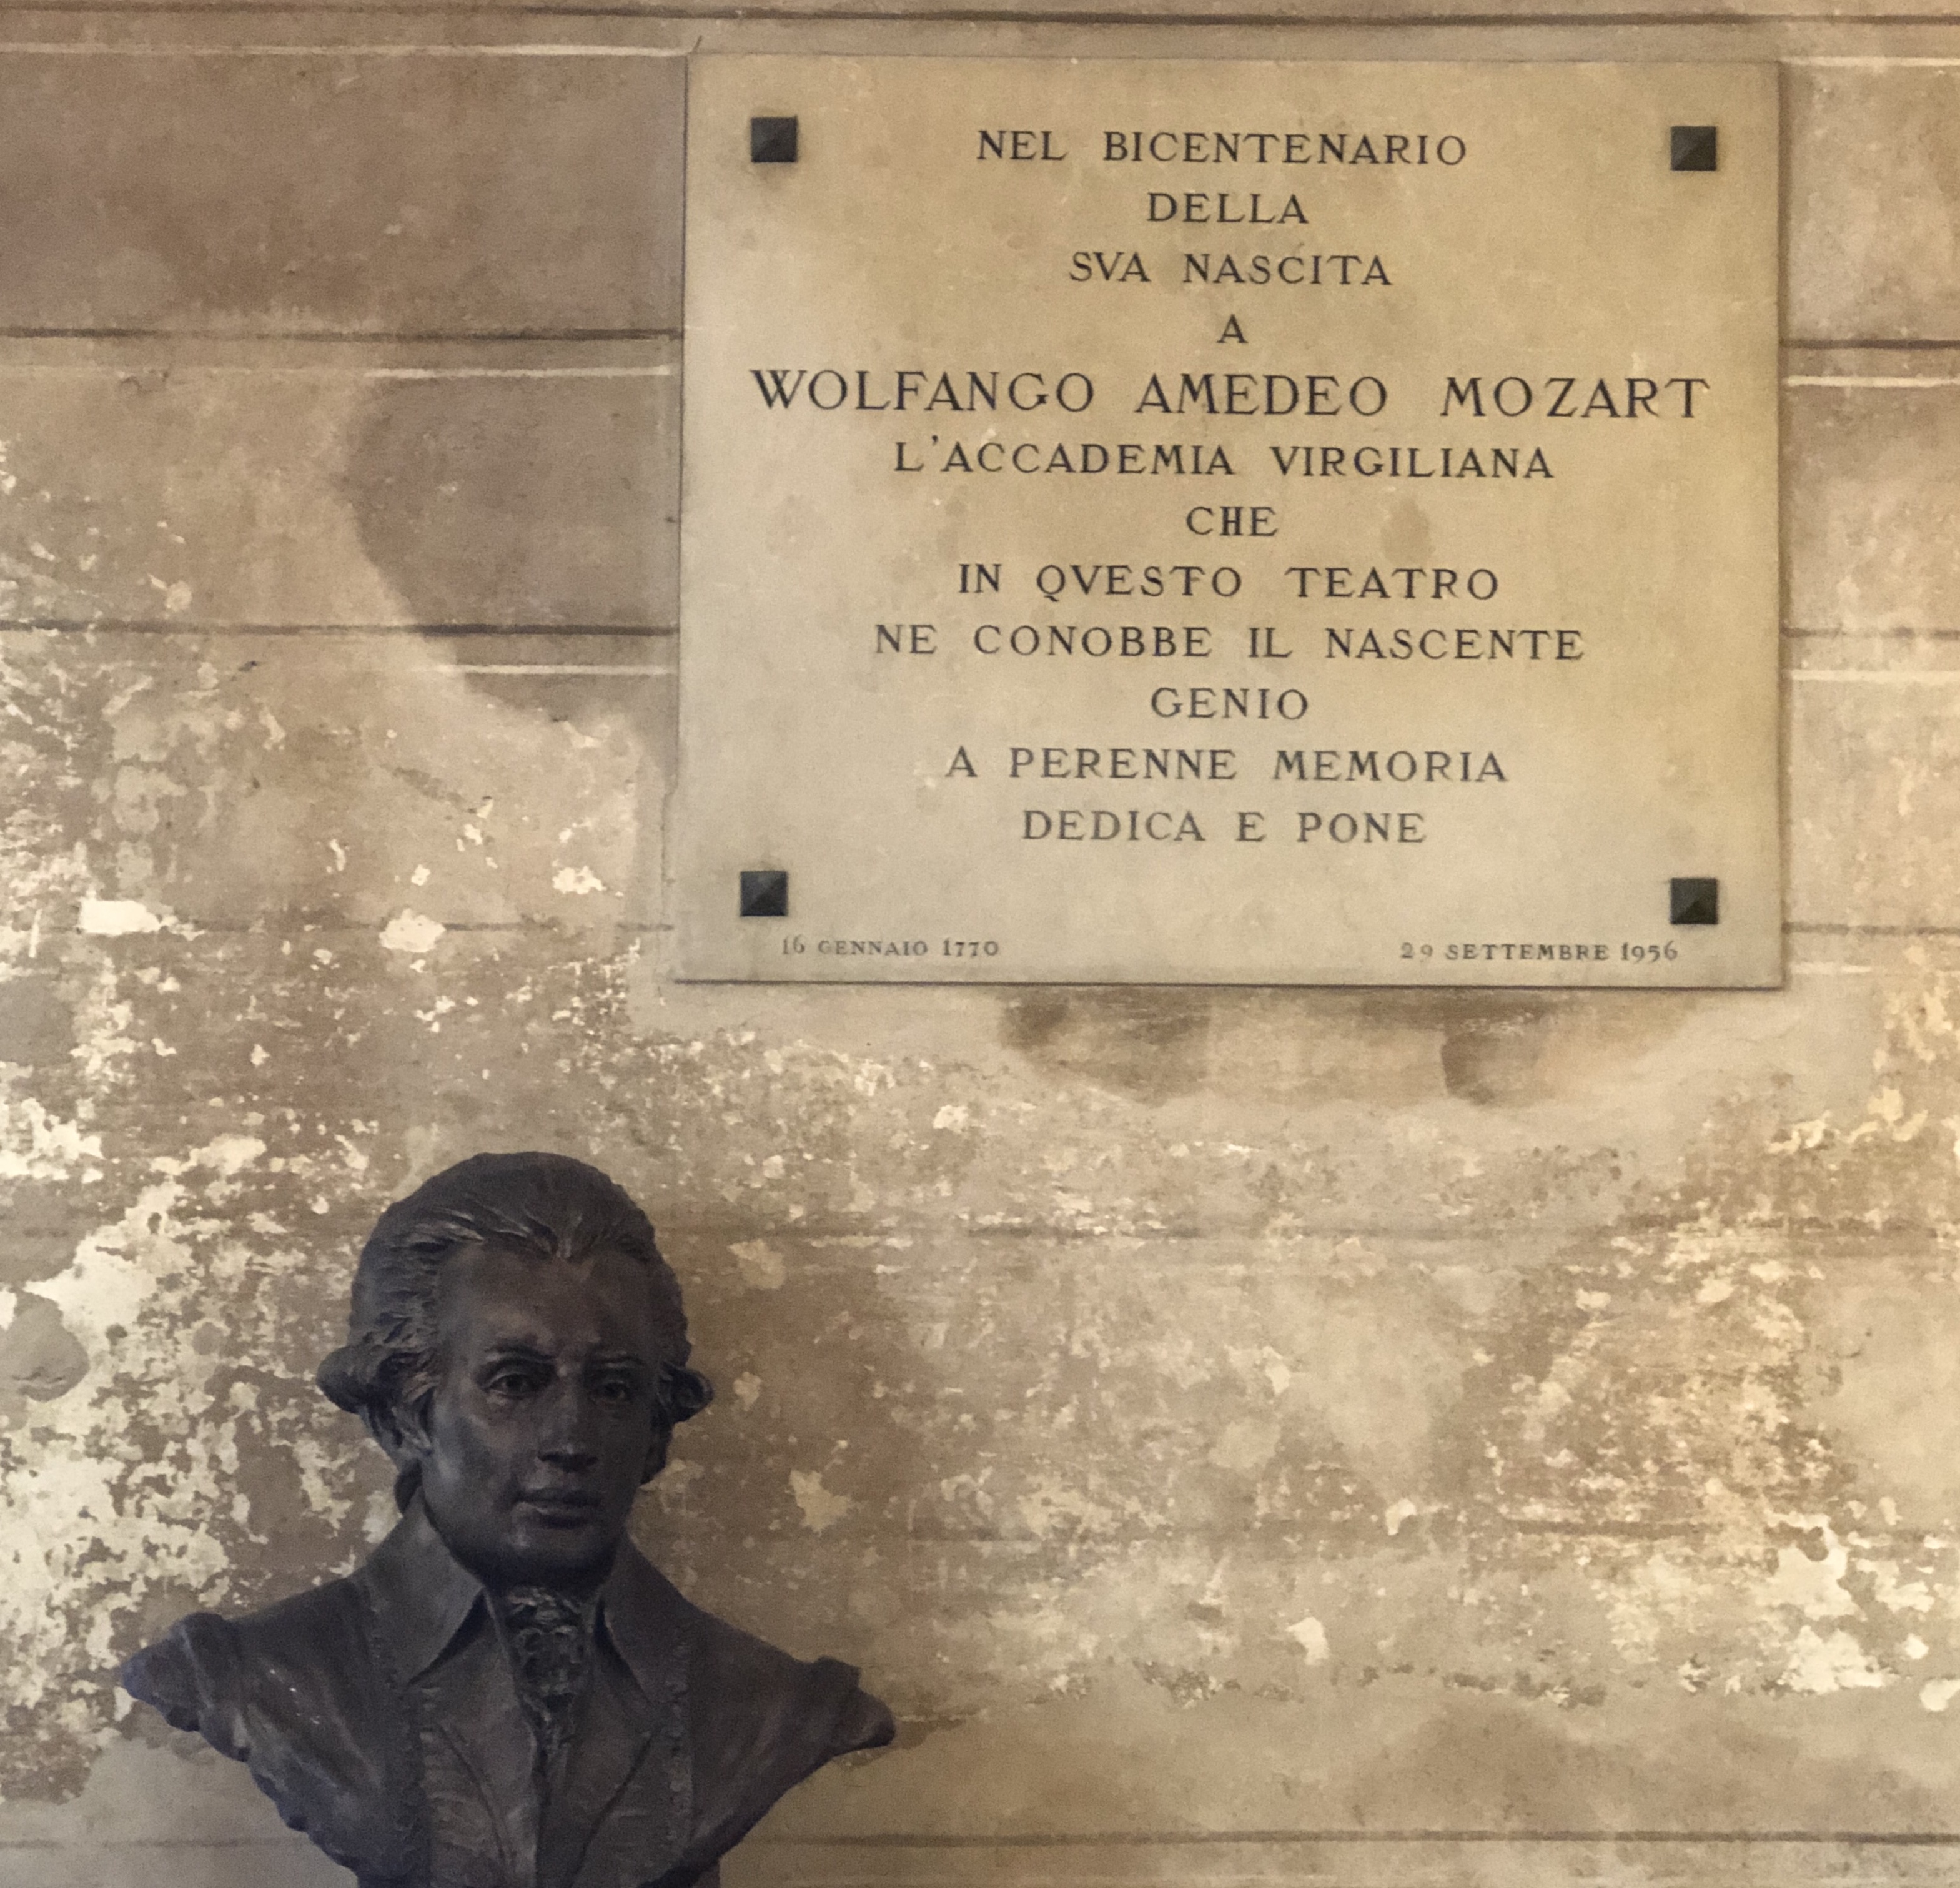 NEL BICENTENARIO
DELLA
SVA NASCITA
A
WOLFANGO AMEDEO MOZART
L'ACCADEMIA VIRGILIANA
CHE
IN QVESTO TEATRO
NE CONOBBE IL NASCENTE
GENIO
A PERENNE MEMORIA
DEDICA E PONE
16 GENNAIO 1770 29 SETTEMBRE 1956